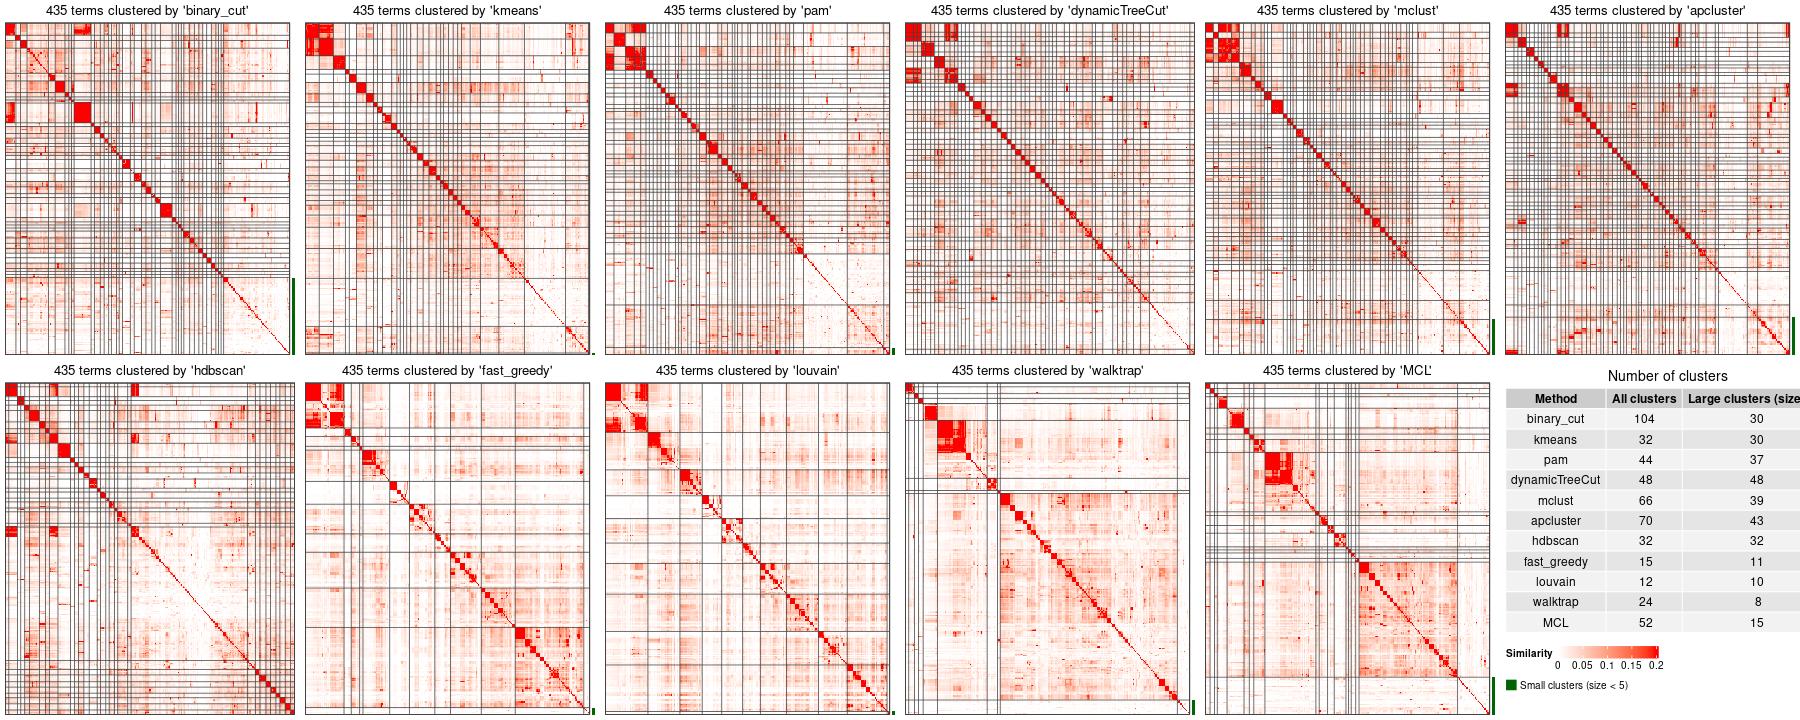 435 terms clustered by 'binary_cut'
435 terms clustered by 'kmeans'
435 terms clustered by 'pam'
435 terms clustered by 'dynamicTreeCut'
435 terms clustered by 'mclust'
435 terms clustered by 'apcluster'
435 terms clustered by 'hdbscan'
435 terms clustered by 'fast_greedy'
435 terms clustered by 'louvain'
435 terms clustered by 'walktrap'
435 terms clustered by 'MCL'
Number of clusters
Method All clusters Large clusters (size
binary_cut 104 30
kmeans 32 30
pam 44 37
dynamicTreeCut 48 48
mclust 66 39
apcluster 70 43
hdbscan 32 32
fast_greedy 15 11
louvain 12 10
walktrap 24 8
MCL 52 15
Similarity
0 0.05 0.1 0.15 0.2
Small clusters (size < 5)